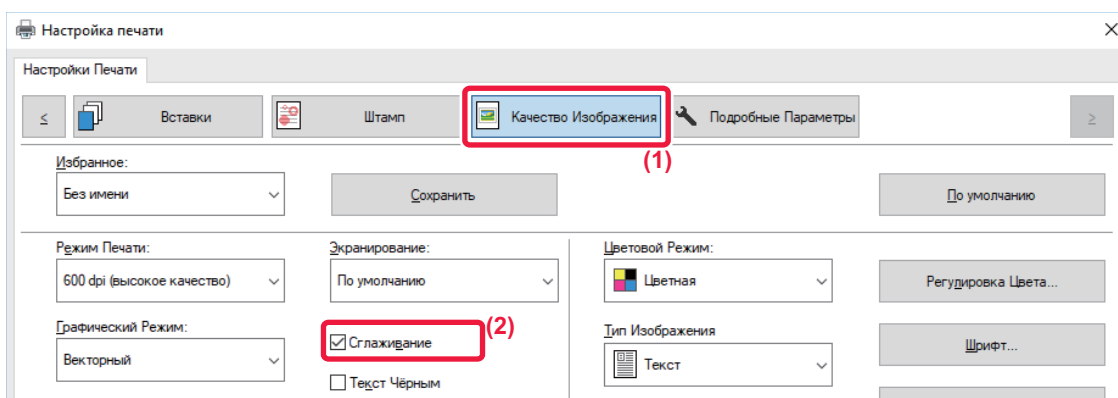 Настройка печати
Настройки Печати
< Вставки Штамп Качество Изображения Подробные Параметры >
(1)
Избранное:
Без имени Сохранить По умолчанию
Режим Печати: Экранирование: Цветовой Режим:
600 dpi (высокое качество) По умолчанию Цветная Регулировка Цвета...
Графический Режим: Сглаживание (2) Тип Изображения
Векторный Текст Шрифт...
Текст Чёрным